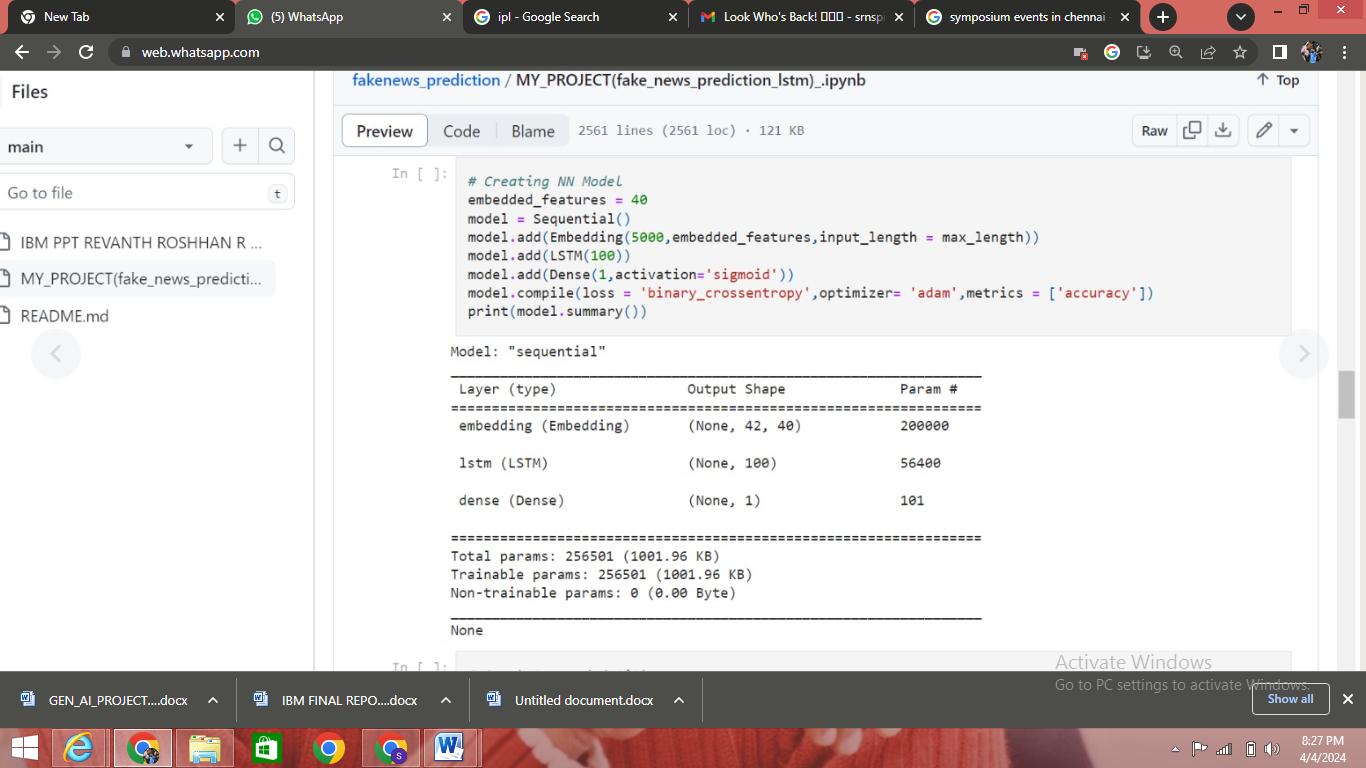 New Tab
(5) WhatsApp
ipl - Google Search
Look Who's Back! - srnspi
symposium events in chennai
web.whatsapp.com
fakenews_prediction / MY_PROJECT(fake_news_prediction_lstm)_.ipynb
Top
Files
Preview
Code
Blame
2561 lines (2561 loc) · 121 KB
Raw
main
Go to file
t
IBM PPT REVANTH ROSHHAN R ...
MY_PROJECT(fake_news_predicti...
README.md
In [ ]:
# Creating NN Model
embedded_features = 40
model = Sequential()
model.add(Embedding(5000,embedded_features,input_length = max_length))
model.add(LSTM(100))
model.add(Dense(1,activation='sigmoid'))
model.compile(loss = 'binary_crossentropy',optimizer= 'adam',metrics = ['accuracy'])
print(model.summary())
Model: "sequential"
Layer (type) Output Shape Param #
=================================================================
embedding (Embedding) (None, 42, 40) 200000
lstm (LSTM) (None, 100) 56400
dense (Dense) (None, 1) 101
=================================================================
Total params: 256501 (1001.96 KB)
Trainable params: 256501 (1001.96 KB)
Non-trainable params: 0 (0.00 Byte)
None
In [ ]:
Activate Windows
Go to PC settings to activate Windows.
GEN_AI_PROJECT....docx
IBM FINAL REPO....docx
Untitled document.docx
Show all
S
8:27 PM
4/4/2024